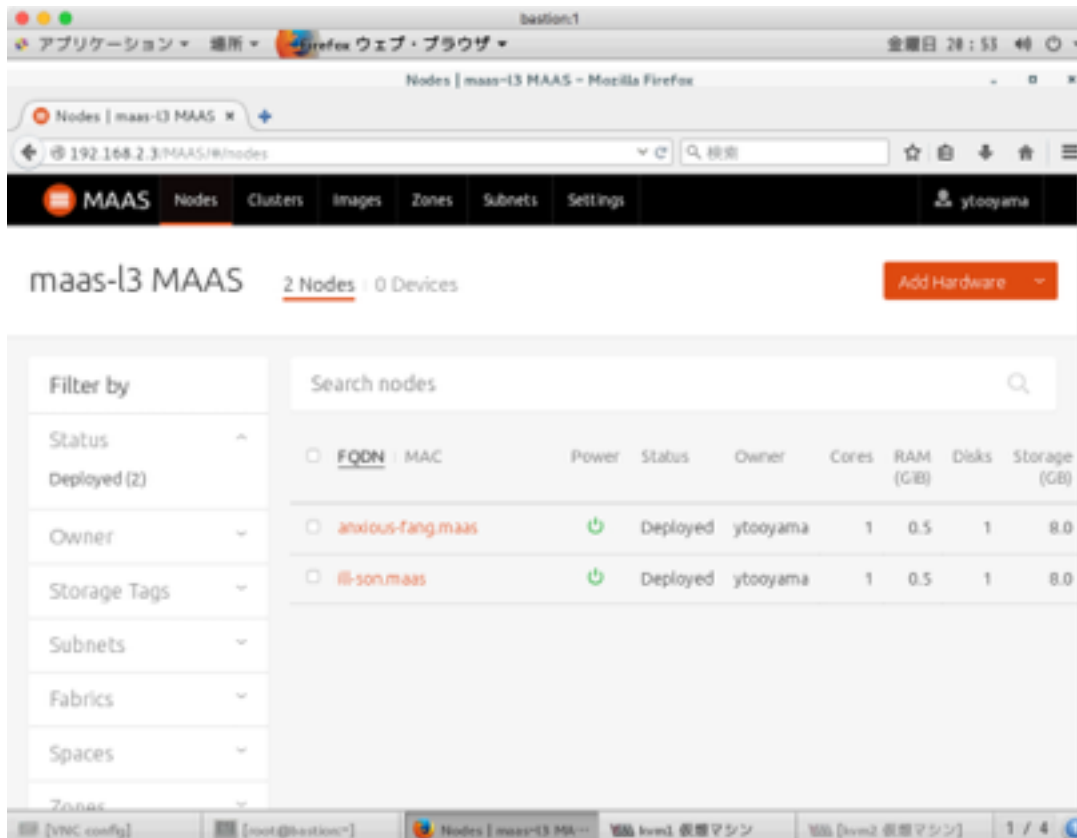 bastion:1
アプリケーション 場所 Firefox ウェブ・ブラウザ 金曜日 20:53
Nodes | maas-l3 MAAS - Mozilla Firefox
Nodes | maas-l3 MAAS
192.168.2.3/MAAS/#/nodes 検索
MAAS Nodes Clusters Images Zones Subnets Settings ytooyama
maas-l3 MAAS 2 Nodes 0 Devices Add Hardware
Filter by Search nodes
Status
Deployed (2)
FQDN | MAC Power Status Owner Cores RAM (GiB) Disks Storage (GB)
anxious-fang.maas Deployed ytooyama 1 0.5 1 8.0
ill-son.maas Deployed ytooyama 1 0.5 1 8.0
Owner
Storage Tags
Subnets
Fabrics
Spaces
Zones
[VNC config] [root@bastion:~] Nodes | maas-l3 MA… kvm1 仮想マシン [kvm2 仮想マシン] 1 / 4